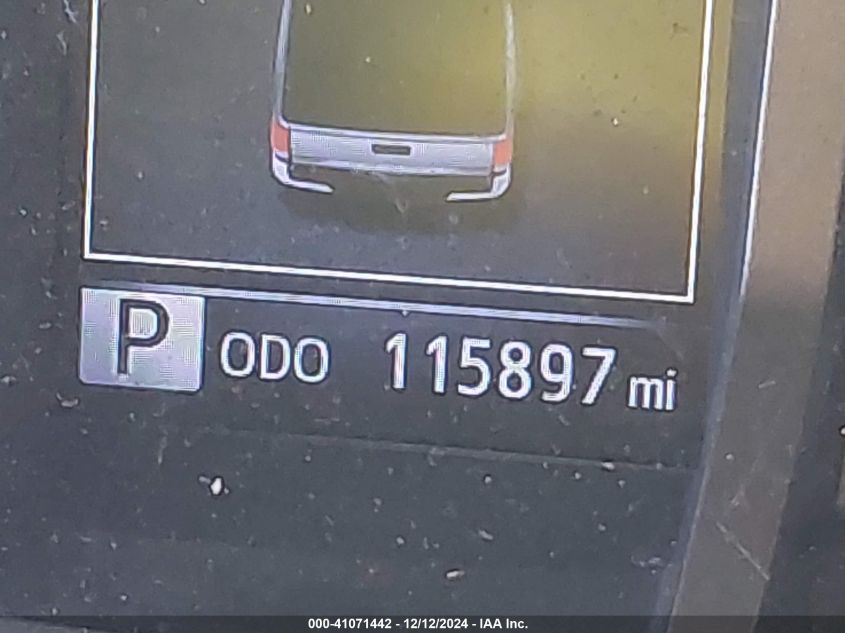 P ODO 115897 mi
000-41071442 - 12/12/2024 - IAA Inc.